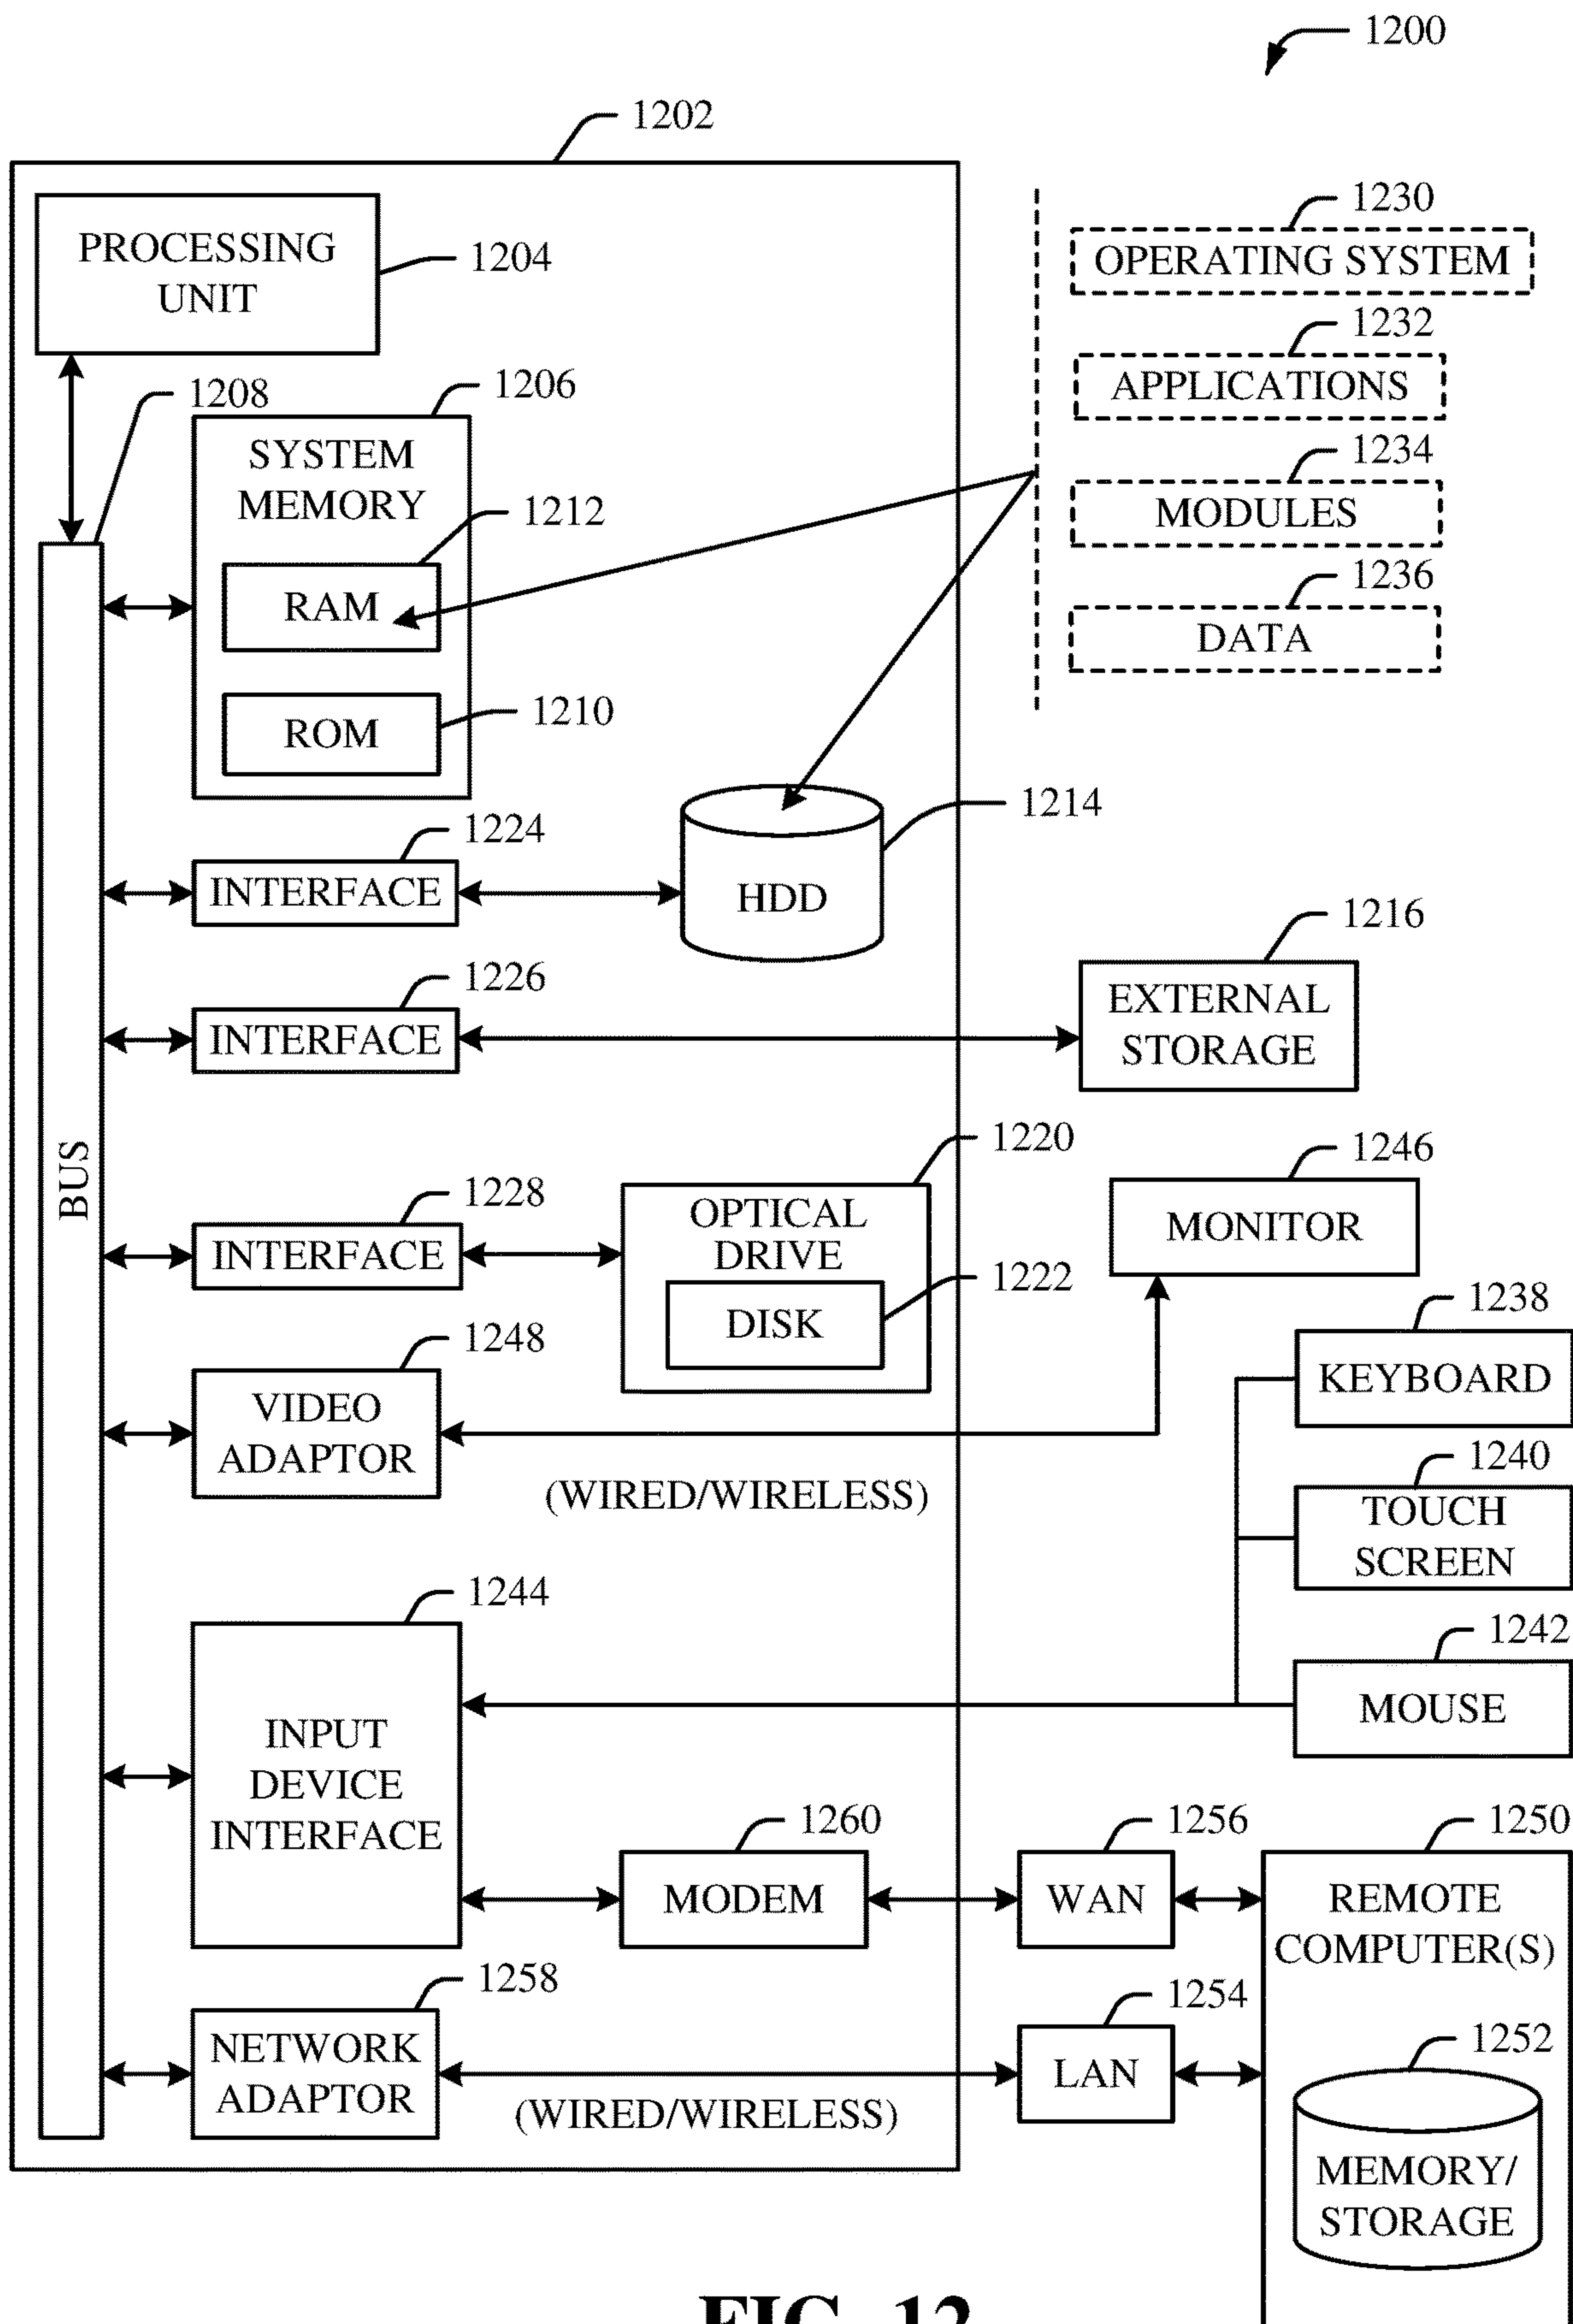 1200
1202
PROCESSING
UNIT
1204
1230
OPERATING SYSTEM
1232
APPLICATIONS
1234
MODULES
1236
DATA
1208
1206
SYSTEM
MEMORY
1212
RAM
ROM
1210
1214
HDD
1224
INTERFACE
1226
INTERFACE
1216
EXTERNAL
STORAGE
BUS
1228
INTERFACE
1220
OPTICAL
DRIVE
1222
DISK
1246
MONITOR
1248
VIDEO
ADAPTOR
(WIRED/WIRELESS)
1238
KEYBOARD
1240
TOUCH
SCREEN
1242
MOUSE
1244
INPUT
DEVICE
INTERFACE
1260
MODEM
1256
WAN
1250
REMOTE
COMPUTER(S)
1258
NETWORK
ADAPTOR
(WIRED/WIRELESS)
1254
LAN
1252
MEMORY/
STORAGE
FIG. 12